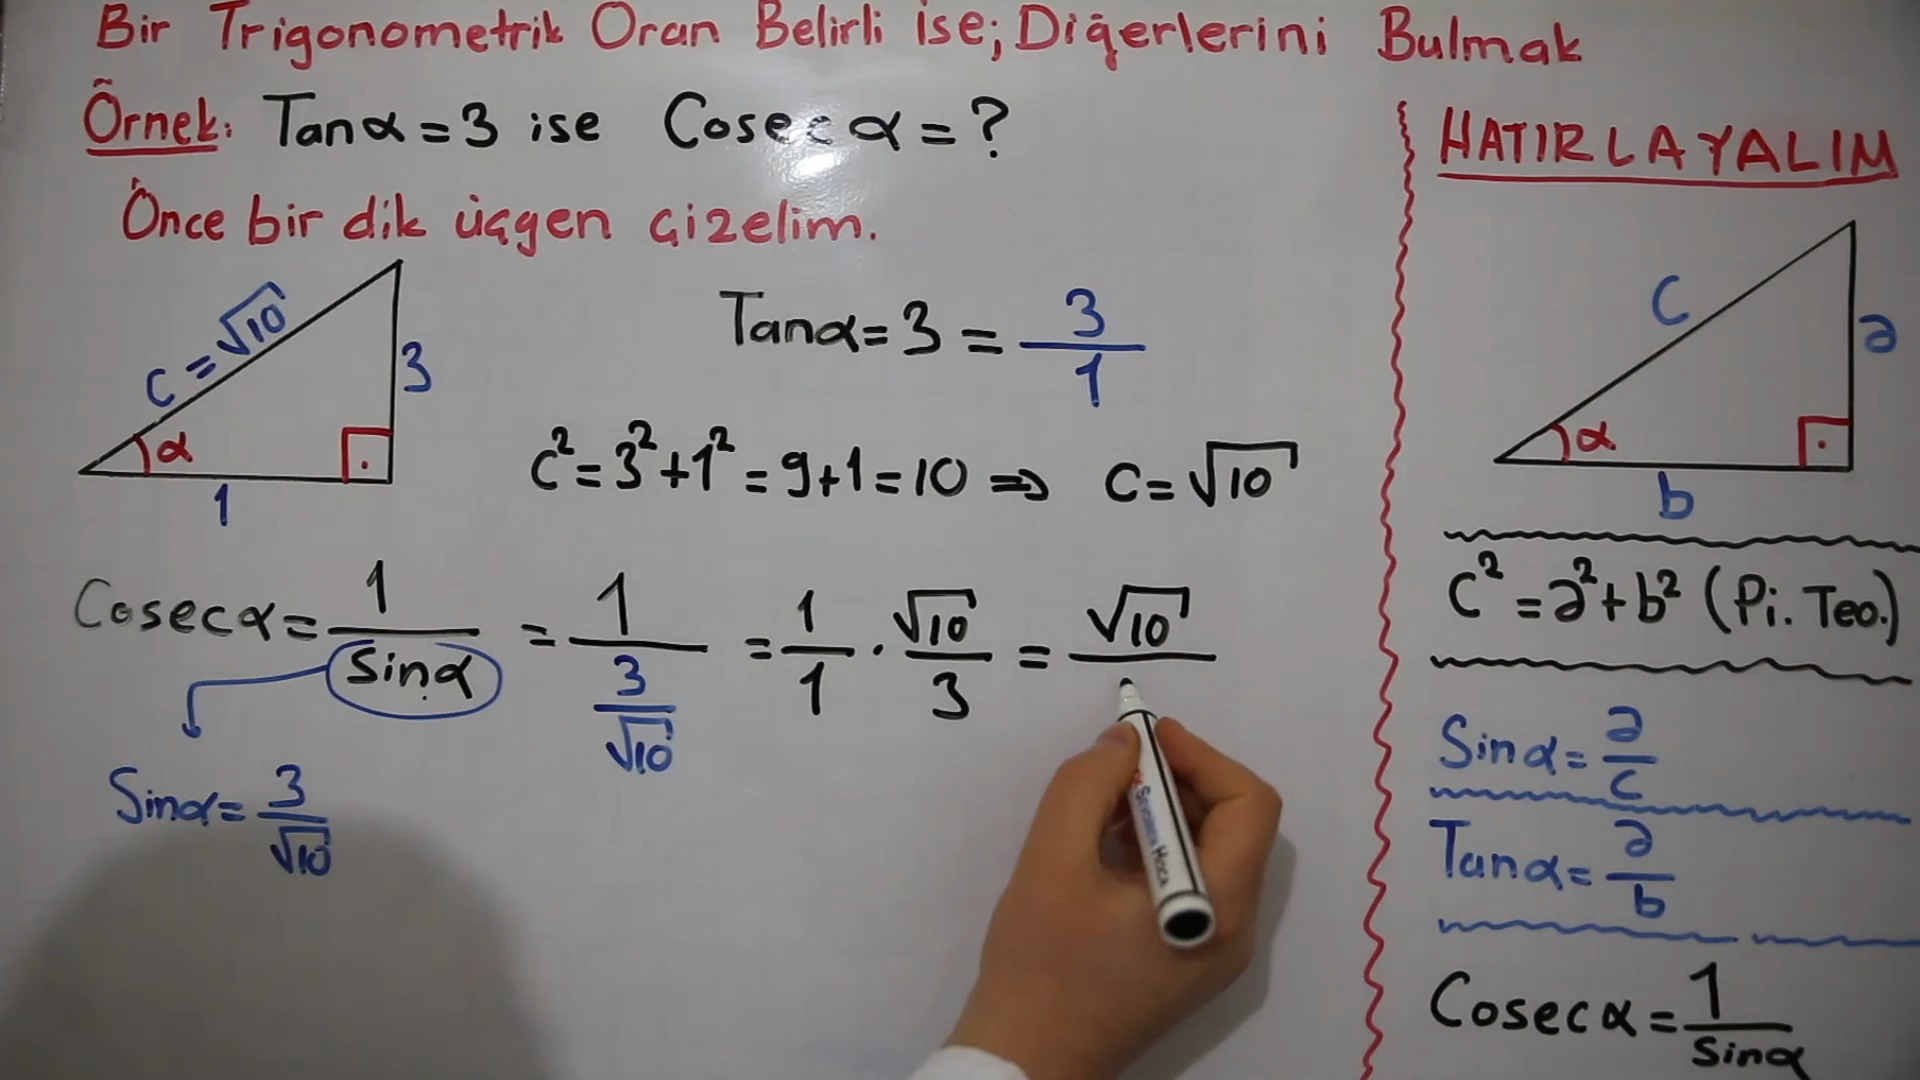 Bir Trigonometrik Oran Belirli ise; Diğerlerini Bulmak
Örnek: Tanα = 3 ise Cosec α = ?
Önce bir dik üçgen çizelim.
c = √10
3
α
1
Tanα = 3 = 3/1
c² = 3² + 1² = 9 + 1 = 10 ⇒ c = √10
Cosecα = 1/Sinα = 1/(3/√10) = 1/1 · √10/3 = √10
Sinα = 3/√10
HATIRLAYALIM
c
a
α
b
c² = a² + b² (Pi. Teo.)
Sinα = a/c
Tanα = a/b
Cosecα = 1/Sinα